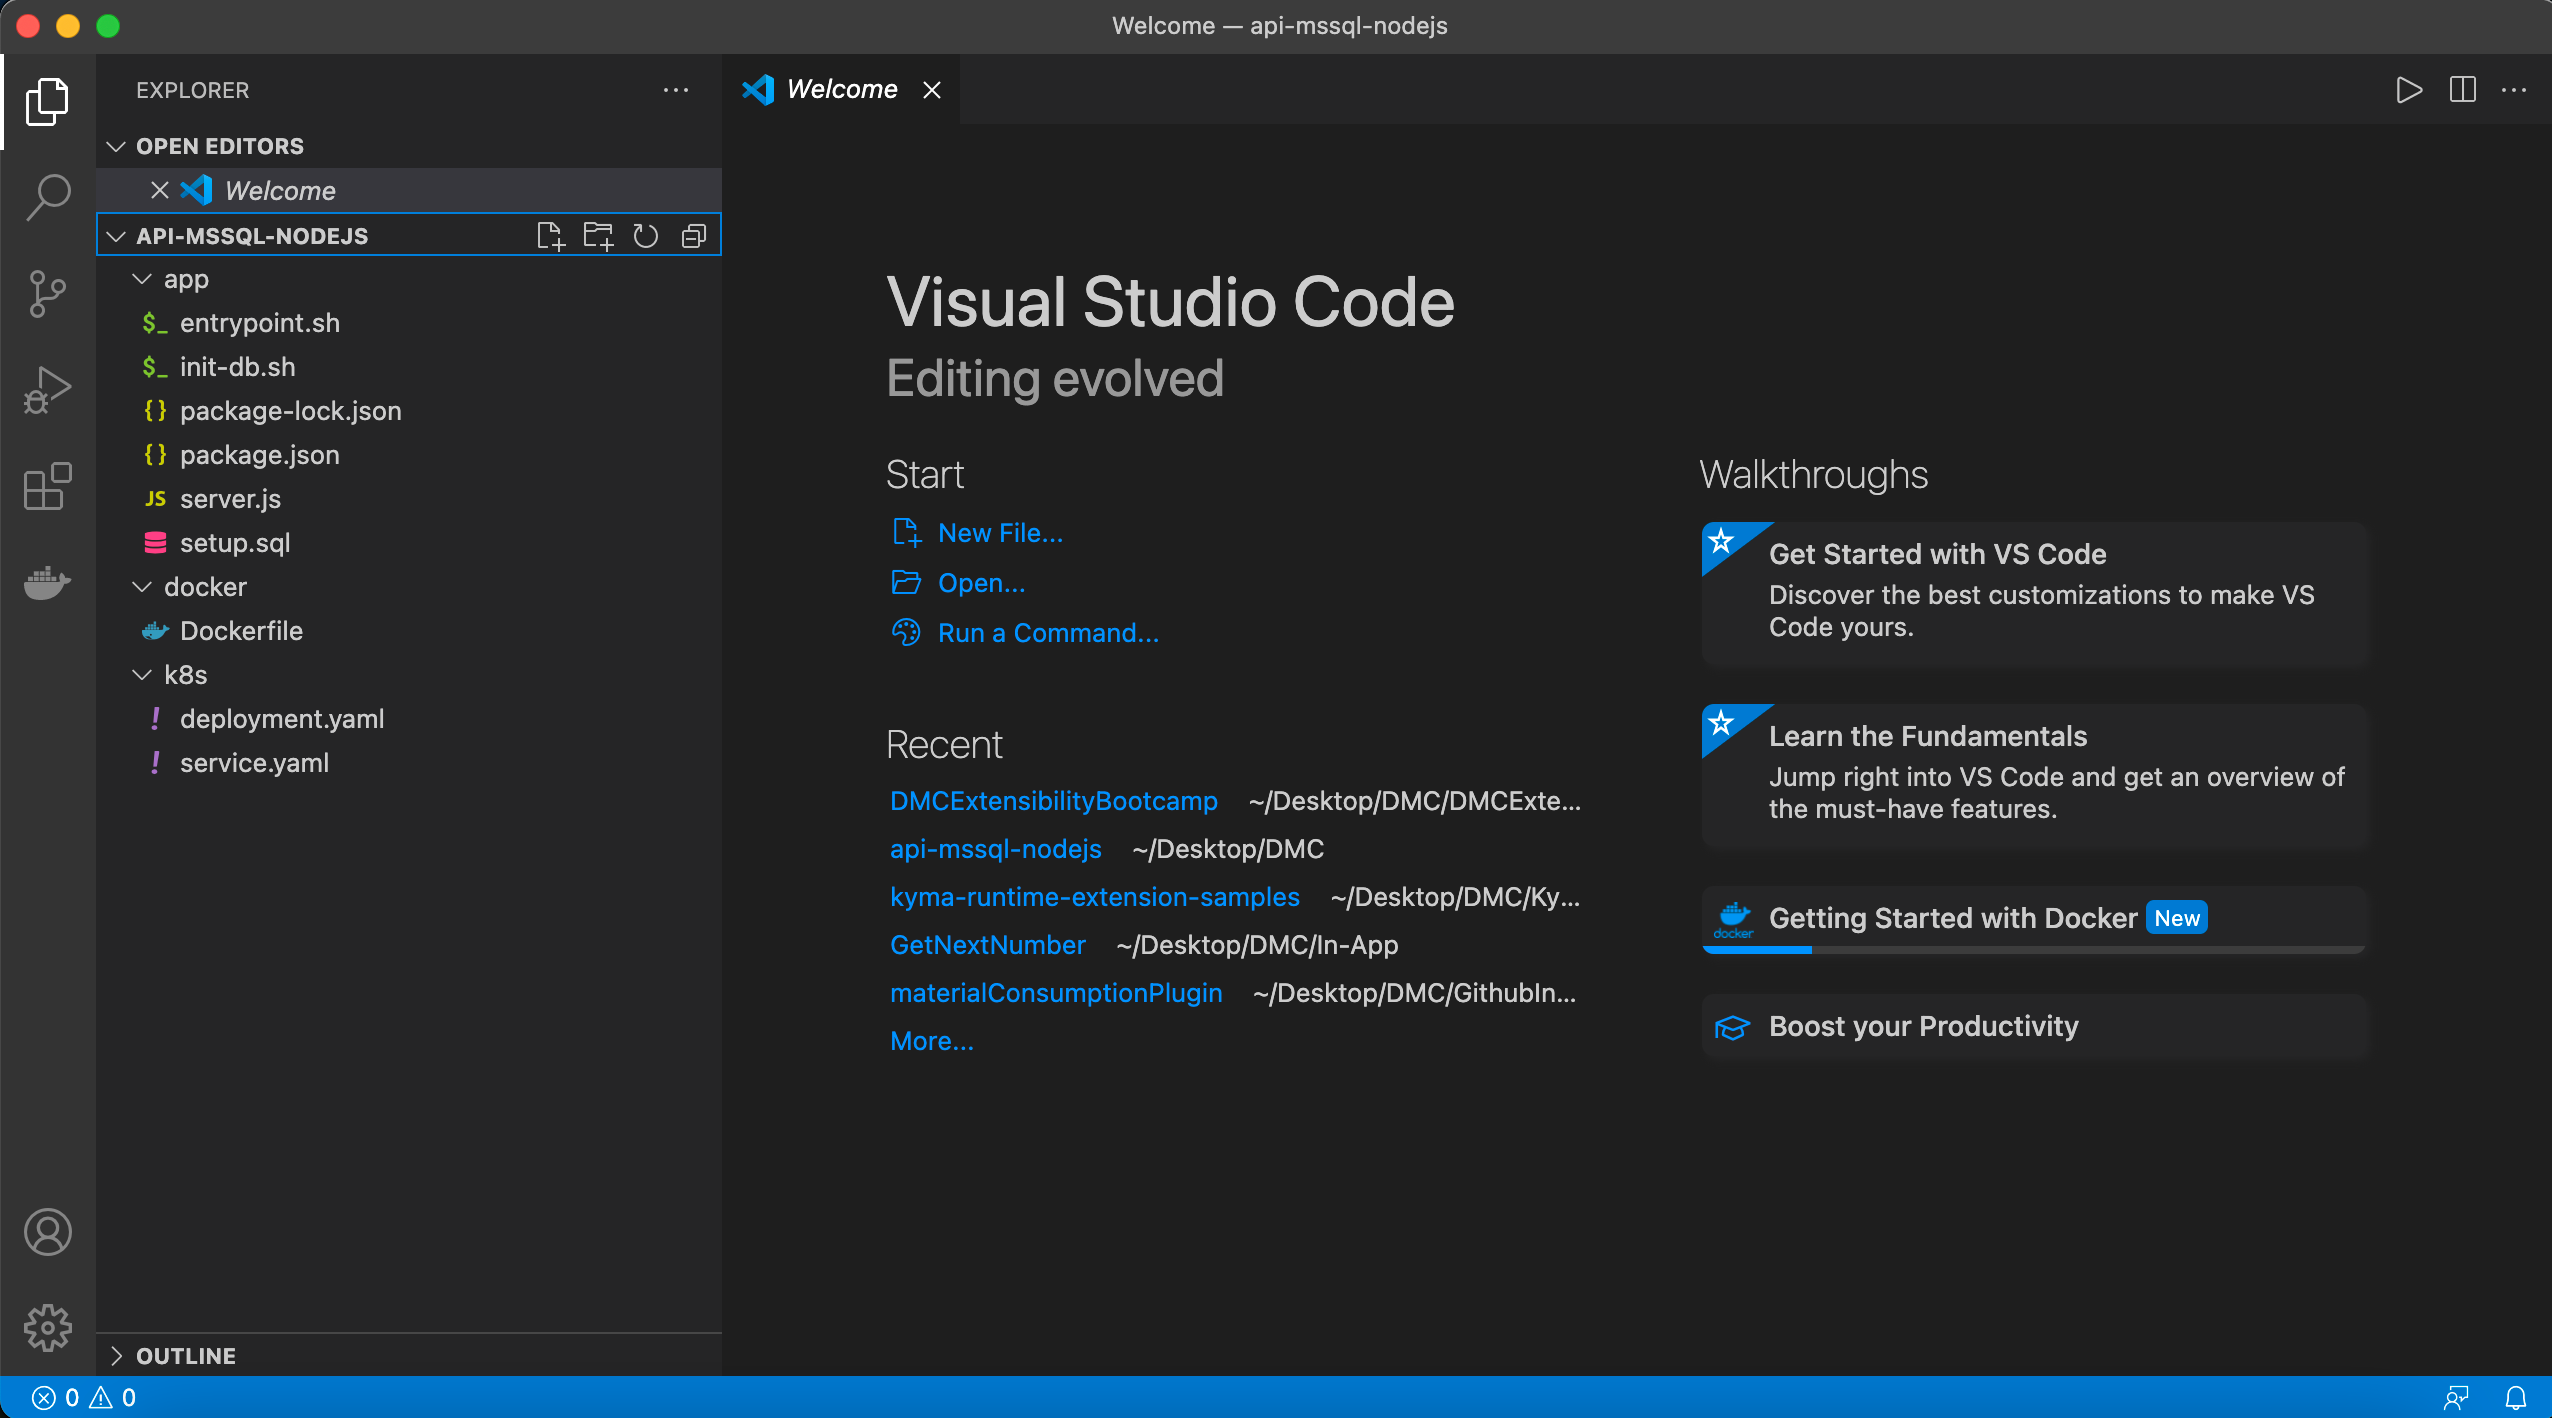 Welcome — api-mssql-nodejs
EXPLORER
OPEN EDITORS
Welcome
API-MSSQL-NODEJS
app
$_ entrypoint.sh
$_ init-db.sh
{} package-lock.json
{} package.json
JS server.js
setup.sql
docker
Dockerfile
k8s
! deployment.yaml
! service.yaml
OUTLINE
Welcome
Visual Studio Code
Editing evolved
Start
New File...
Open...
Run a Command...
Recent
DMCExtensibilityBootcamp ~/Desktop/DMC/DMCExte...
api-mssql-nodejs ~/Desktop/DMC
kyma-runtime-extension-samples ~/Desktop/DMC/Ky...
GetNextNumber ~/Desktop/DMC/In-App
materialConsumptionPlugin ~/Desktop/DMC/GithubIn...
More...
Walkthroughs
Get Started with VS Code
Discover the best customizations to make VS
Code yours.
Learn the Fundamentals
Jump right into VS Code and get an overview of
the must-have features.
docker Getting Started with Docker New
Boost your Productivity
0 0